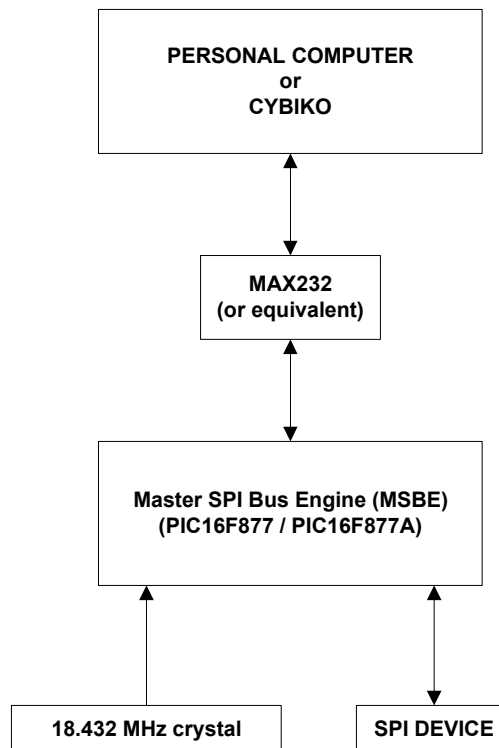 PERSONAL COMPUTER
or
CYBIKO
MAX232
(or equivalent)
Master SPI Bus Engine (MSBE)
(PIC16F877 / PIC16F877A)
18.432 MHz crystal
SPI DEVICE